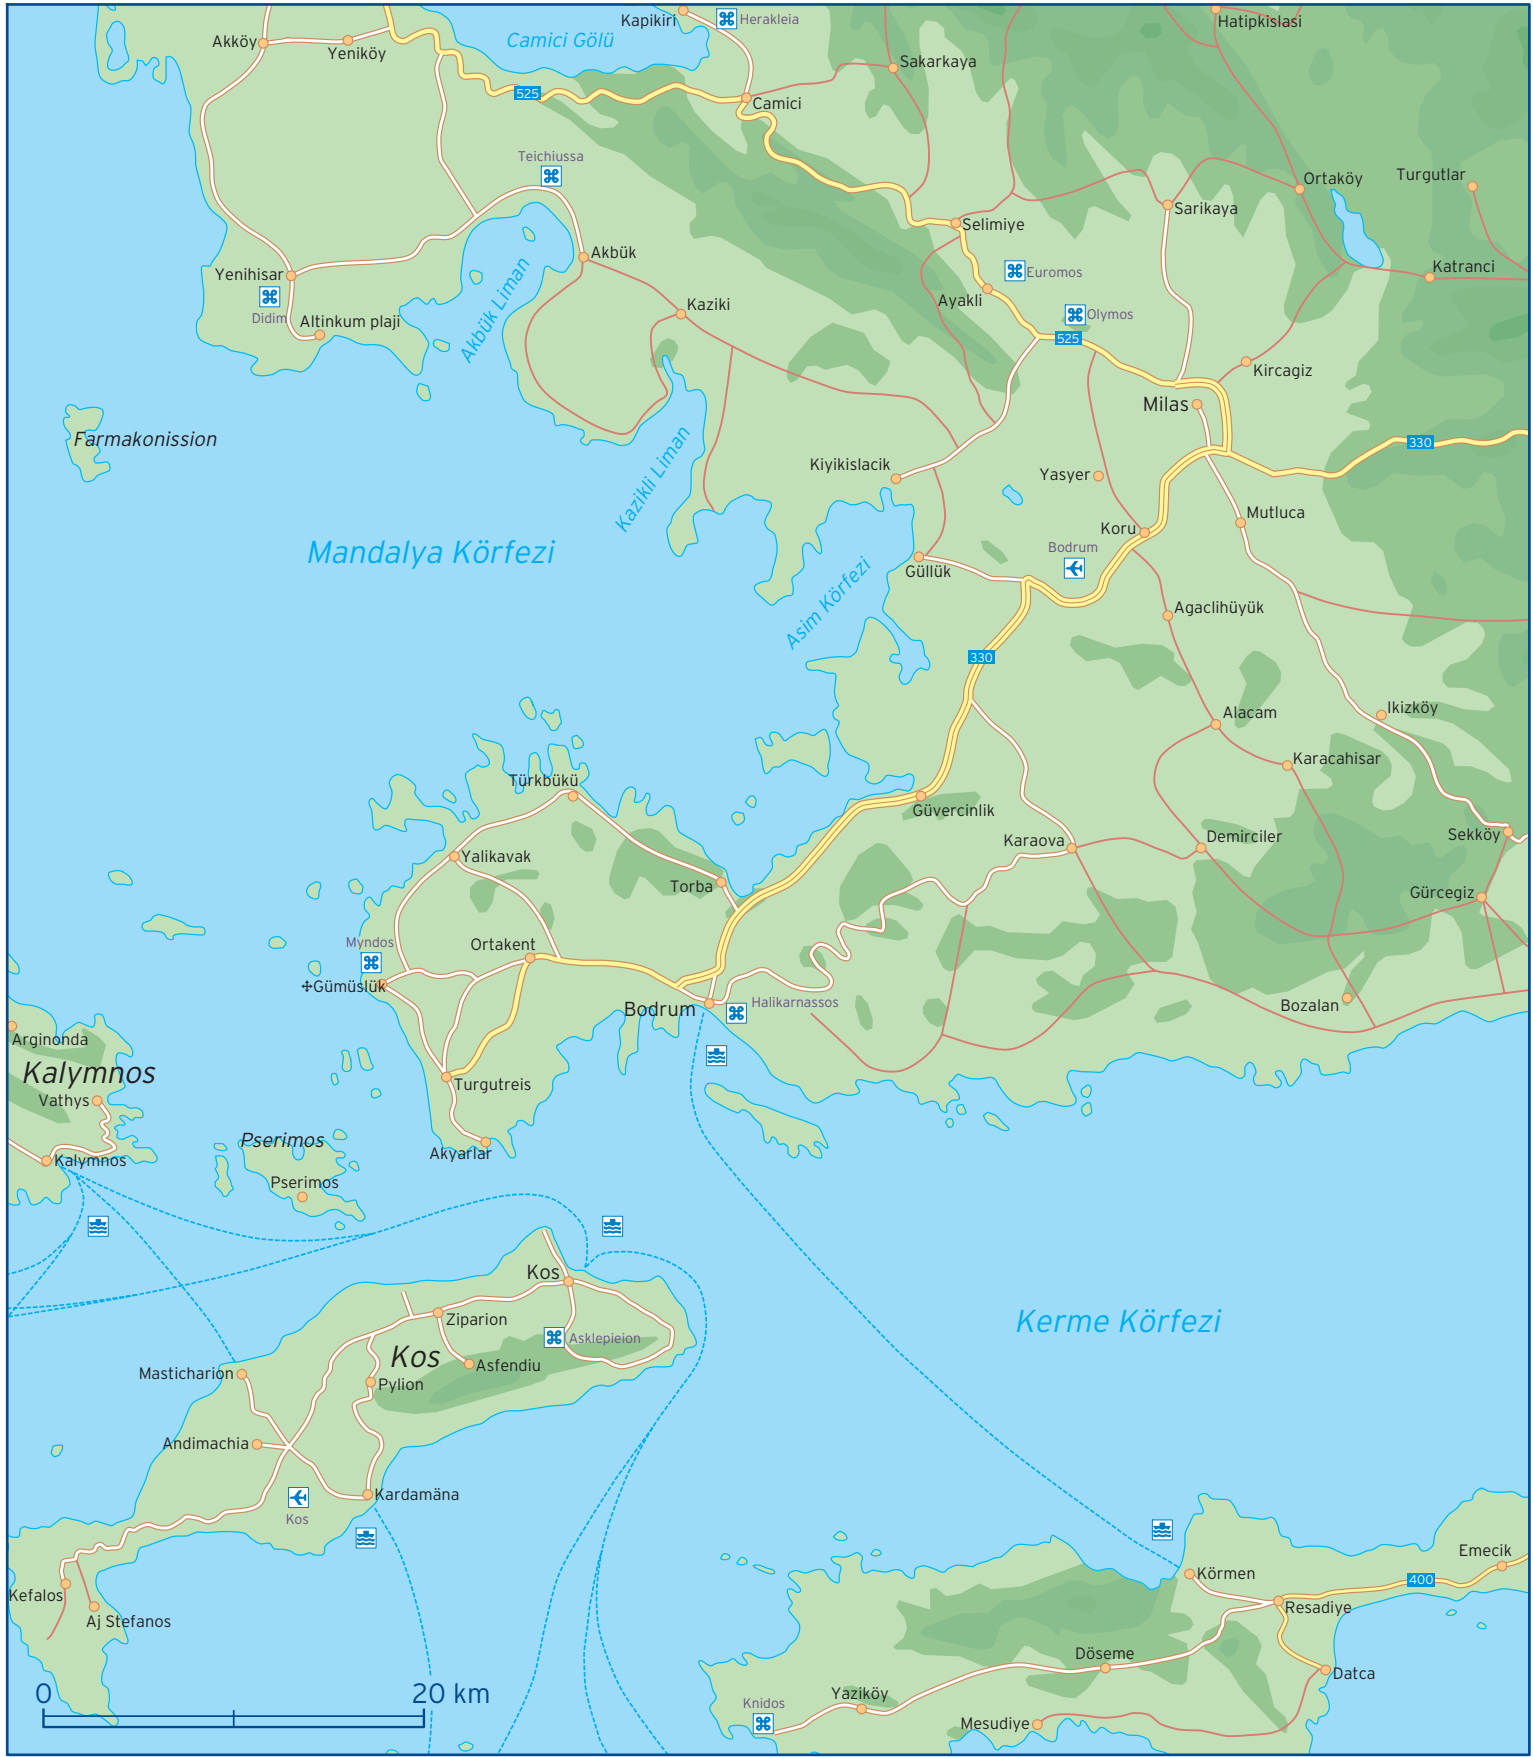 Kapikiri
Herakleia
Hatipkislasi
Akköy
Yeniköy
Camici Gölü
Sakarkaya
525
Camici
Teichiussa
Ortaköy
Turgutlar
Sarikaya
Selimiye
Akbük
Yenihisar
Euromos
Katranci
Didim
Altinkum plaji
Akbük Liman
Kaziki
Ayakli
Olymos
525
Kircagiz
Milas
Farmakonission
330
Kazikli Liman
Kiyikislacik
Yasyer
Mutluca
Koru
Mandalya Körfezi
Bodrum
Güllük
Asim Körfezi
Agaclihüyük
330
Ikizköy
Alacam
Karacahisar
Türkbükü
Güvercinlik
Karaova
Demirciler
Sekköy
Yalikavak
Torba
Gürcegiz
Myndos
Ortakent
Gümüslük
Bodrum
Halikarnassos
Bozalan
Arginonda
Kalymnos
Turgutreis
Vathys
Pserimos
Akyarlar
Kalymnos
Pserimos
Kos
Ziparion
Asklepieion
Kerme Körfezi
Kos
Asfendiu
Masticharion
Pylion
Andimachia
Kardamäna
Kos
Emecik
Körmen
400
Kefalos
Resadiye
Aj Stefanos
Döseme
Datca
0
20 km
Yaziköy
Knidos
Mesudiye